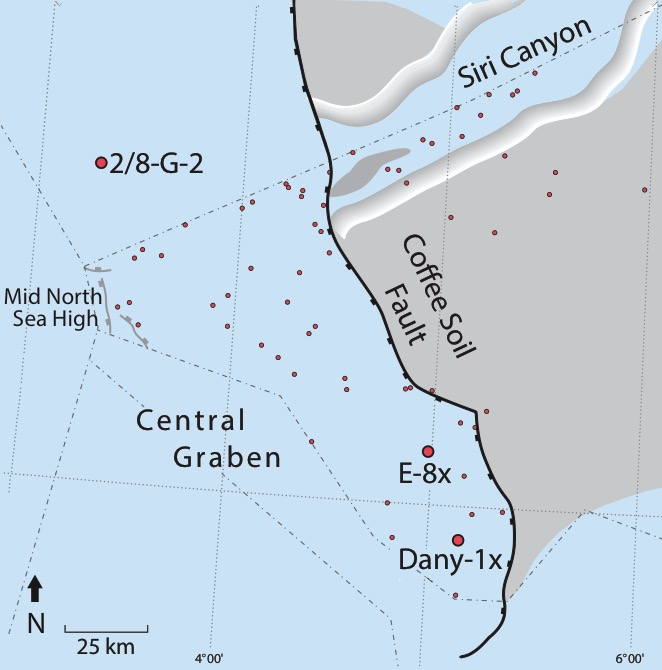 Siri Canyon
2/8-G-2
Mid North
Sea High
Coffee Soil
Fault
Central
Graben
E-8x
Dany-1x
N
25 km
4°00'
6°00'